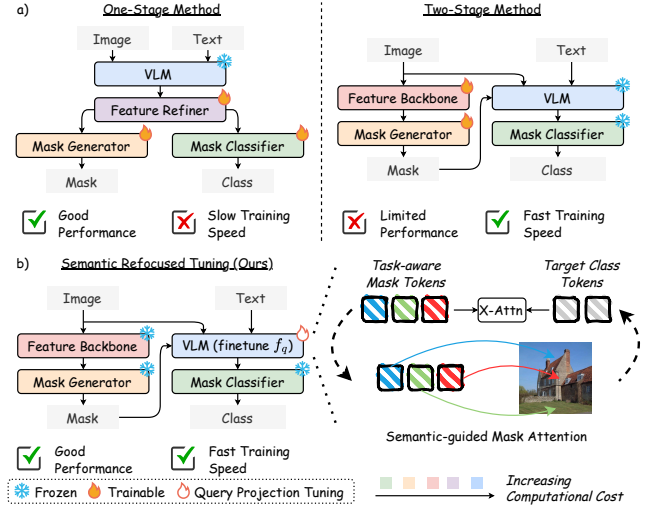 a)
One-Stage Method
Image
Text
VLM
Feature Refiner
Mask Generator
Mask Classifier
Mask
Class
Good
Performance
Slow Training
Speed
Two-Stage Method
Image
Text
Feature Backbone
VLM
Mask Generator
Mask Classifier
Mask
Class
Limited
Performance
Fast Training
Speed
b)
Semantic Refocused Tuning (Ours)
Image
Text
Feature Backbone
VLM (finetune f_q)
Mask Generator
Mask Classifier
Mask
Class
Good
Performance
Fast Training
Speed
Task-aware
Mask Tokens
Target Class
Tokens
X-Attn
Semantic-guided Mask Attention
Frozen
Trainable
Query Projection Tuning
Increasing
Computational Cost